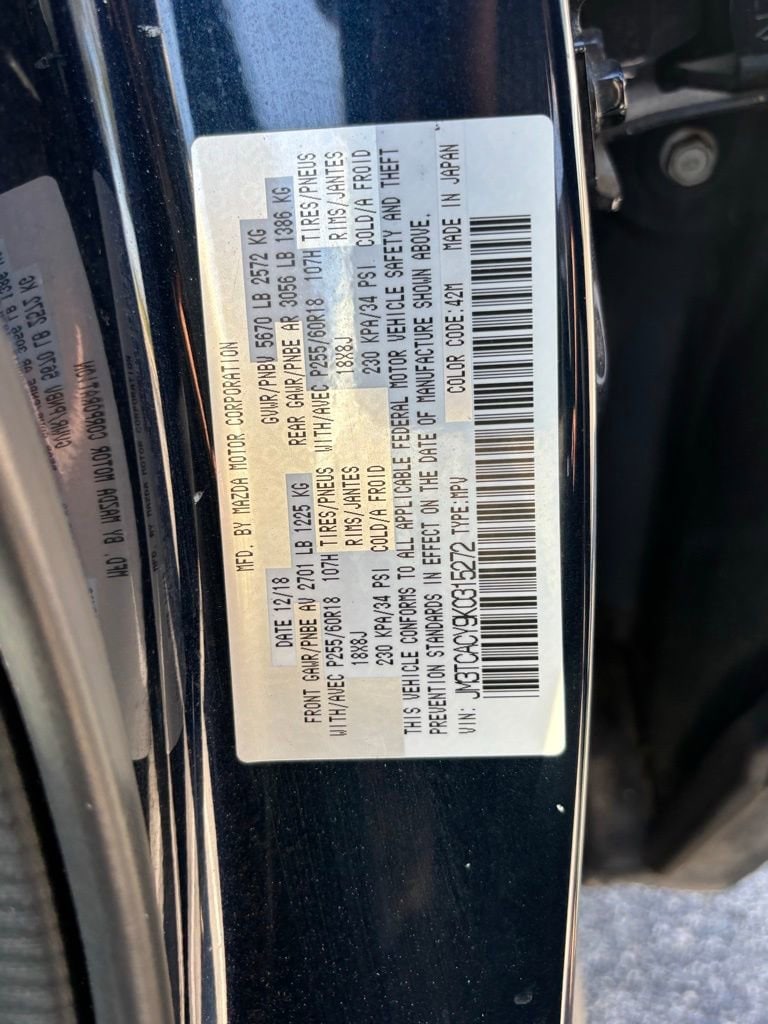 MFD. BY MAZDA MOTOR CORPORATION
DATE 12/18 GVWR/PNBV 5670 LB 2572 KG
FRONT GAWR/PNBE AV 2701 LB 1225 KG REAR GAWR/PNBE AR 3056 LB 1386 KG
WITH/AVEC P255/60R18 107H TIRES/PNEUS WITH/AVEC P255/60R18 107H TIRES/PNEUS
18X8J RIMS/JANTES 18X8J RIMS/JANTES
230 KPA/34 PSI COLD/A FROID 230 KPA/34 PSI COLD/A FROID
THIS VEHICLE CONFORMS TO ALL APPLICABLE FEDERAL MOTOR VEHICLE SAFETY AND THEFT
PREVENTION STANDARDS IN EFFECT ON THE DATE OF MANUFACTURE SHOWN ABOVE.
VIN: JM3TCACY9K0315272 TYPE:MPV COLOR CODE:42M MADE IN JAPAN